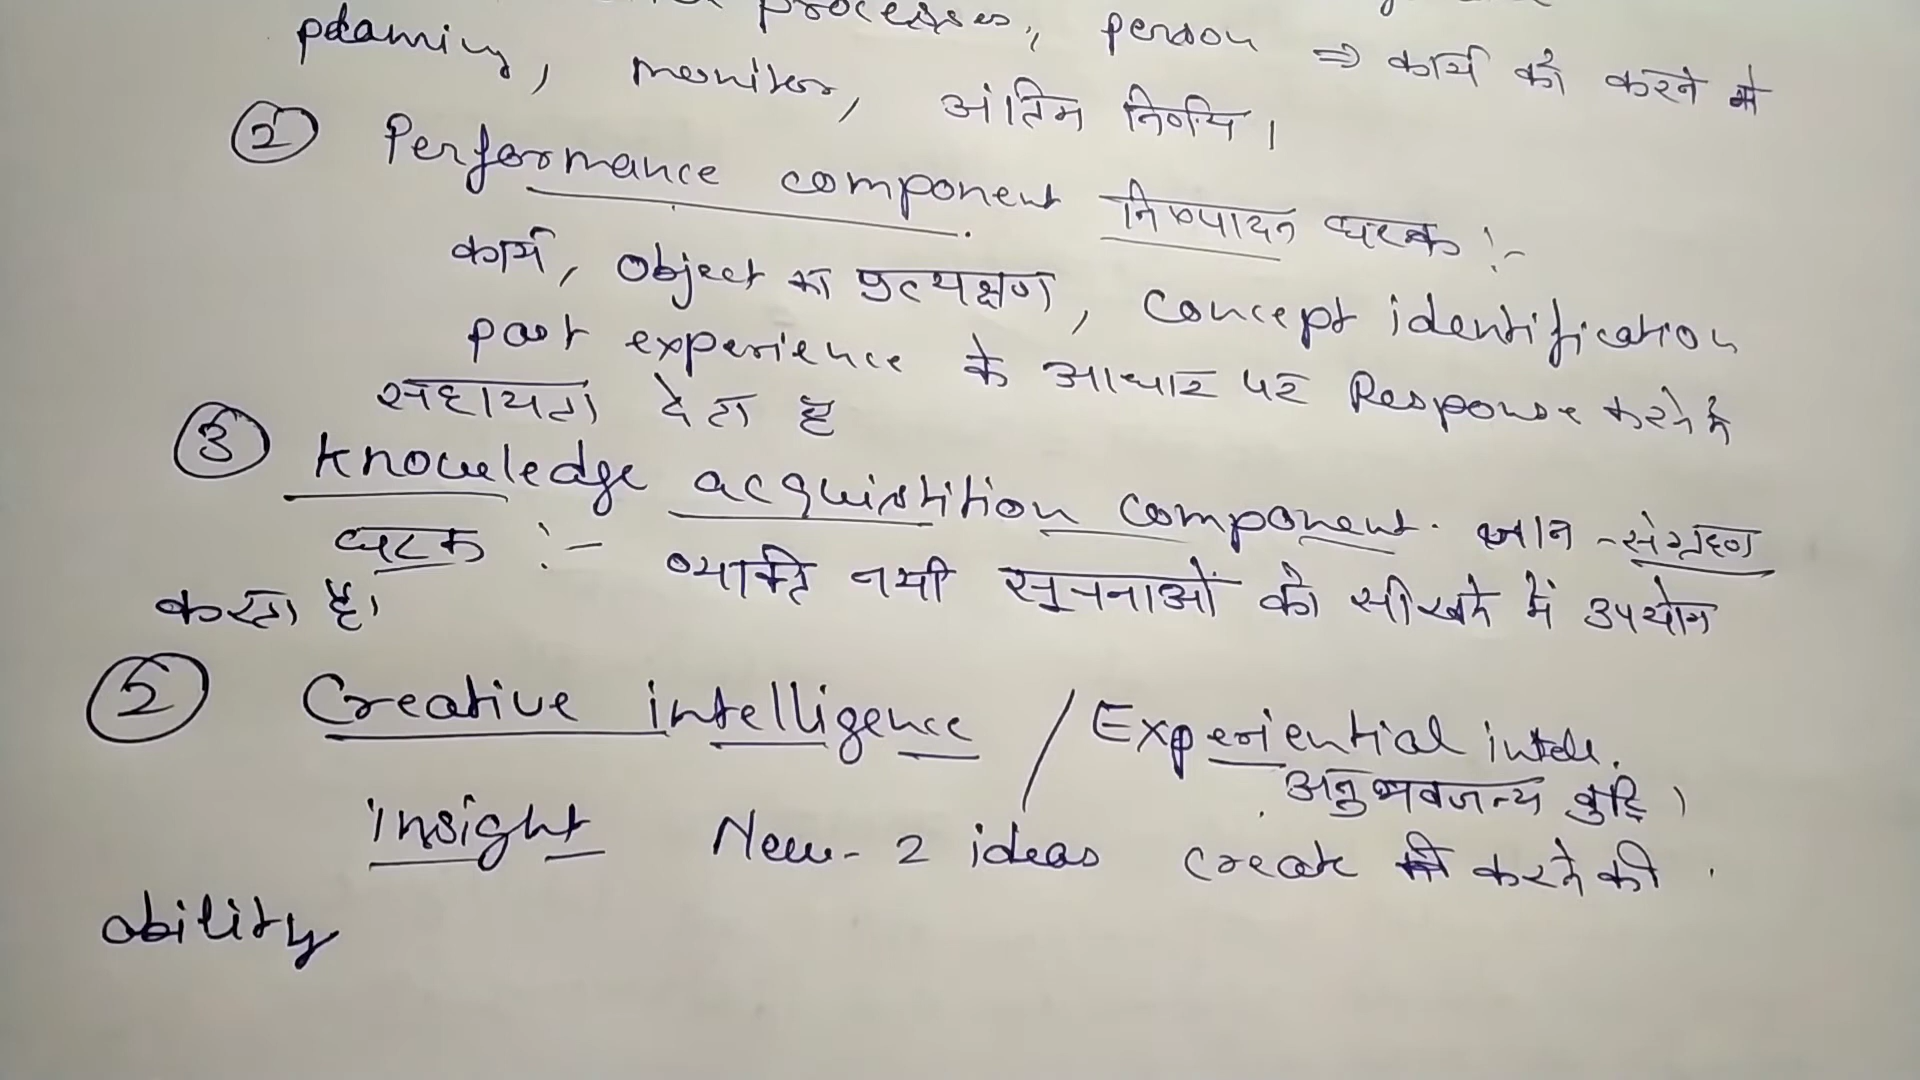 processes, person ⇒ कार्य को करने में
planning, monitor, अंतिम निर्णय।
② Performance component निष्पादन घटक :-
कार्य, object का प्रत्यक्षण, concept identification
past experience के आधार पर Response करने में
सहायता देता है
③ Knowledge acquistition component. ज्ञान-संग्रहण
घटक :- व्यक्ति नयी सूचनाओं को सीखने में उपयोग
करता है।
⑤ Creative intelligence / Experiential intell.
अनुभवजन्य बुद्धि।
insight New-2 ideas create करने की
ability